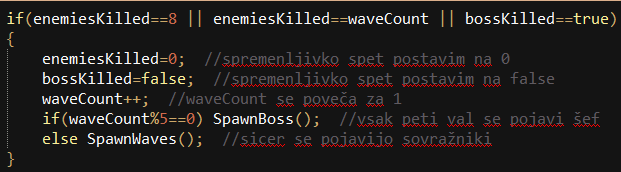 if(enemiesKilled==8 || enemiesKilled==waveCount || bossKilled==true)
{
enemiesKilled=0; //spremenljivko spet postavim na 0
bossKilled=false; //spremenljivko spet postavim na false
waveCount++; //waveCount se poveča za 1
if(waveCount%5==0) SpawnBoss(); //vsak peti val se pojavi šef
else SpawnWaves(); //sicer se pojavijo sovražniki
}